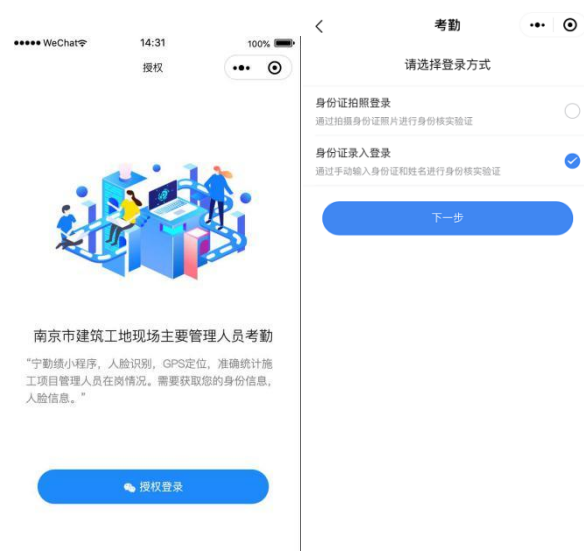 WeChat
14:31
100%
授权
南京市建筑工地现场主要管理人员考勤
“宁勤绩小程序，人脸识别，GPS定位，准确统计施
工项目管理人员在岗情况。需要获取您的身份信息，
人脸信息。”
授权登录
考勤
请选择登录方式
身份证拍照登录
通过拍摄身份证照片进行身份核实验证
身份证录入登录
通过手动输入身份证和姓名进行身份核实验证
下一步